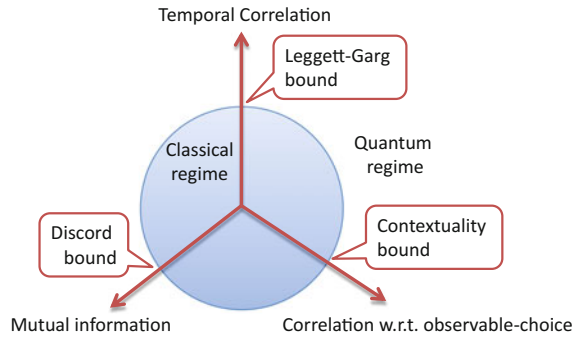 Temporal Correlation
Leggett-Garg
bound
Classical
regime
Quantum
regime
Discord
bound
Contextuality
bound
Mutual information
Correlation w.r.t. observable-choice